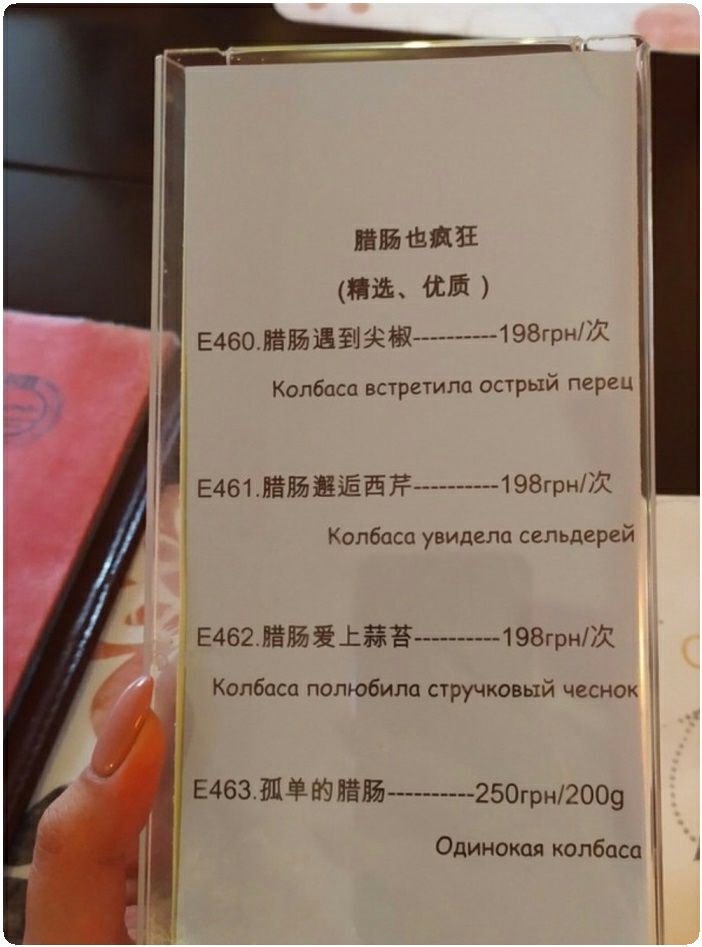 腊肠也疯狂
(精选、优质 )
E460.腊肠遇到尖椒----------198грн/次
Колбаса встретила острый перец
E461.腊肠邂逅西芹----------198грн/次
Колбаса увидела сельдерей
E462.腊肠爱上蒜苔----------198грн/次
Колбаса полюбила стручковый чеснок
E463.孤单的腊肠----------250грн/200g
Одинокая колбаса